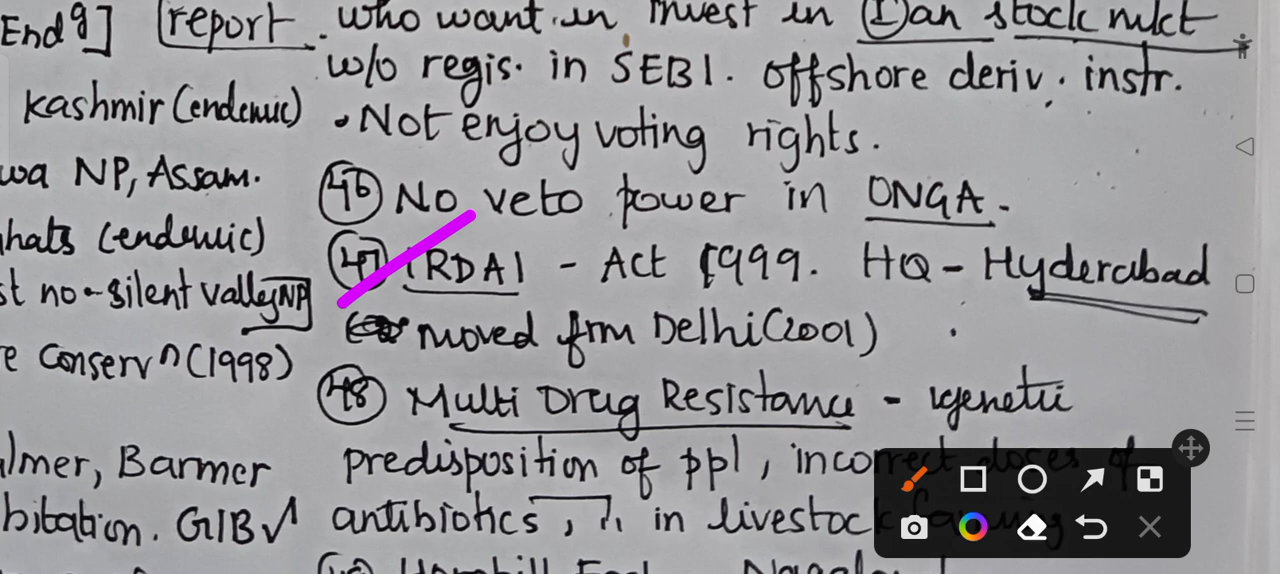 End g] [report
Kashmir (endemic)
wa NP, Assam.
hats (endemic)
st no-silent valley NP
e Conserv n (1998)
lmer, Barmer
bitation. GIB ✓
who want in invest in (I)an stock mkt
w/o regis. in SEBI. offshore deriv. instr.
• Not enjoy voting rights.
(46) No veto power in ONGA.
(47) IRDAI - Act 1999. HQ - Hyderabad
moved frm Delhi (2001)
(48) Multi Drug Resistance - genetic
predisposition of ppl, incorrect doses of
antibiotics, in livestock farming